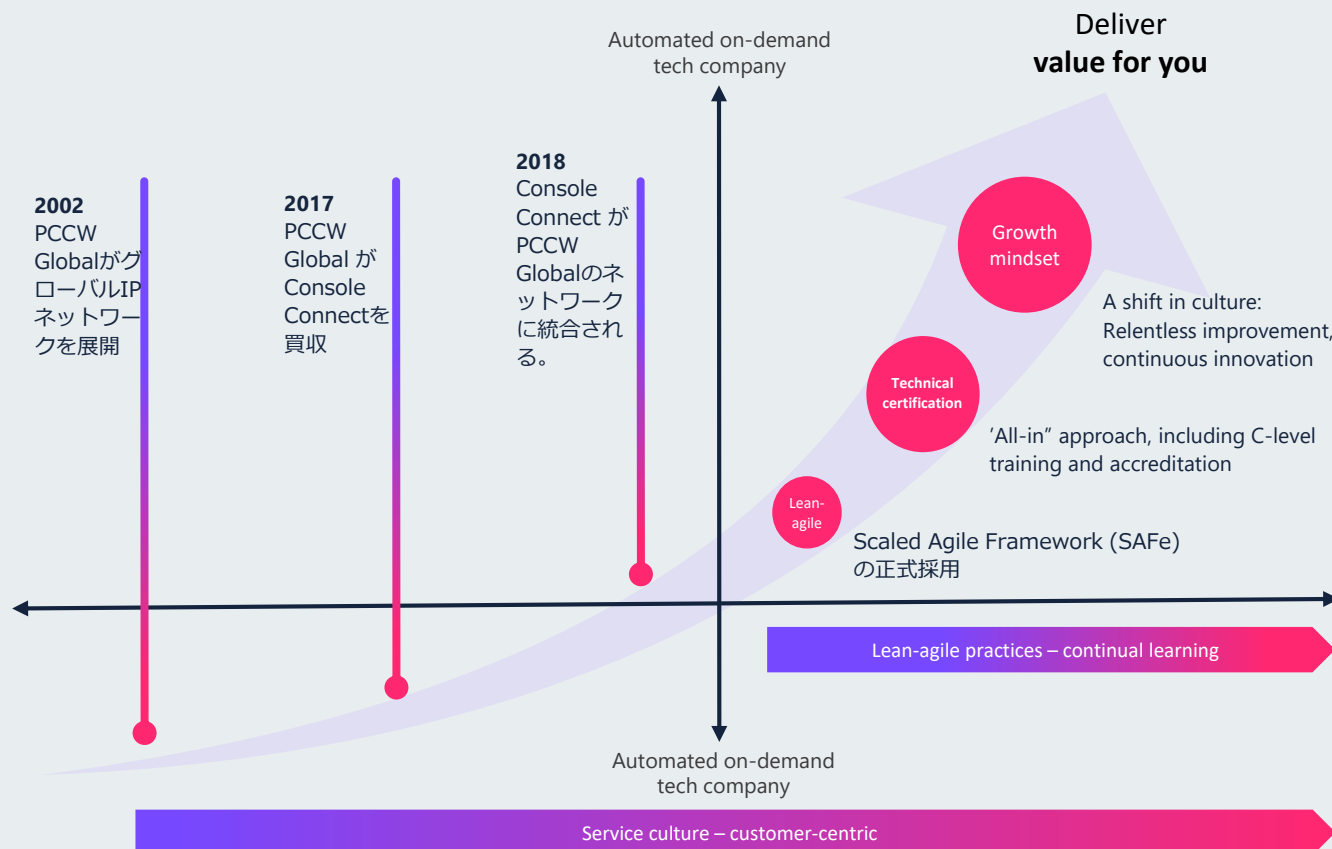 Deliver
value for you
Automated on-demand
tech company
2002
PCCW
Globalがグ
ローバルIP
ネットワー
クを展開
2017
PCCW
Global が
Console
Connectを
買収
2018
Console
Connect が
PCCW
Globalのネ
ットワーク
に統合され
る。
Growth
mindset
A shift in culture:
Relentless improvement,
continuous innovation
Technical
certification
‘All-in” approach, including C-level
training and accreditation
Lean-
agile
Scaled Agile Framework (SAFe)
の正式採用
Lean-agile practices – continual learning
Automated on-demand
tech company
Service culture – customer-centric